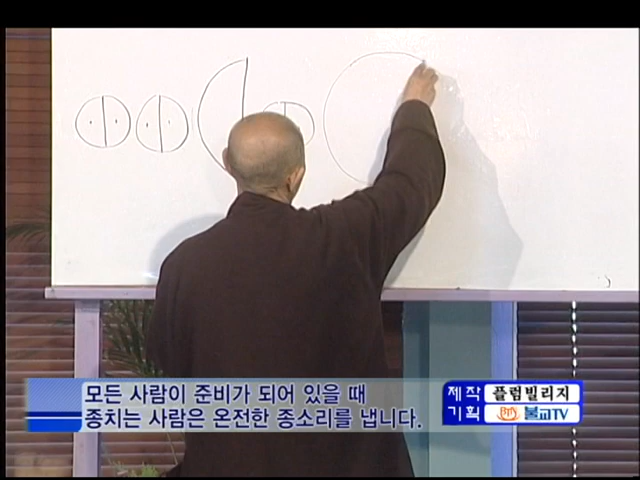 모든 사람이 준비가 되어 있을 때
종치는 사람은 온전한 종소리를 냅니다.
제작 플럼빌리지
기획 BTN 불교TV